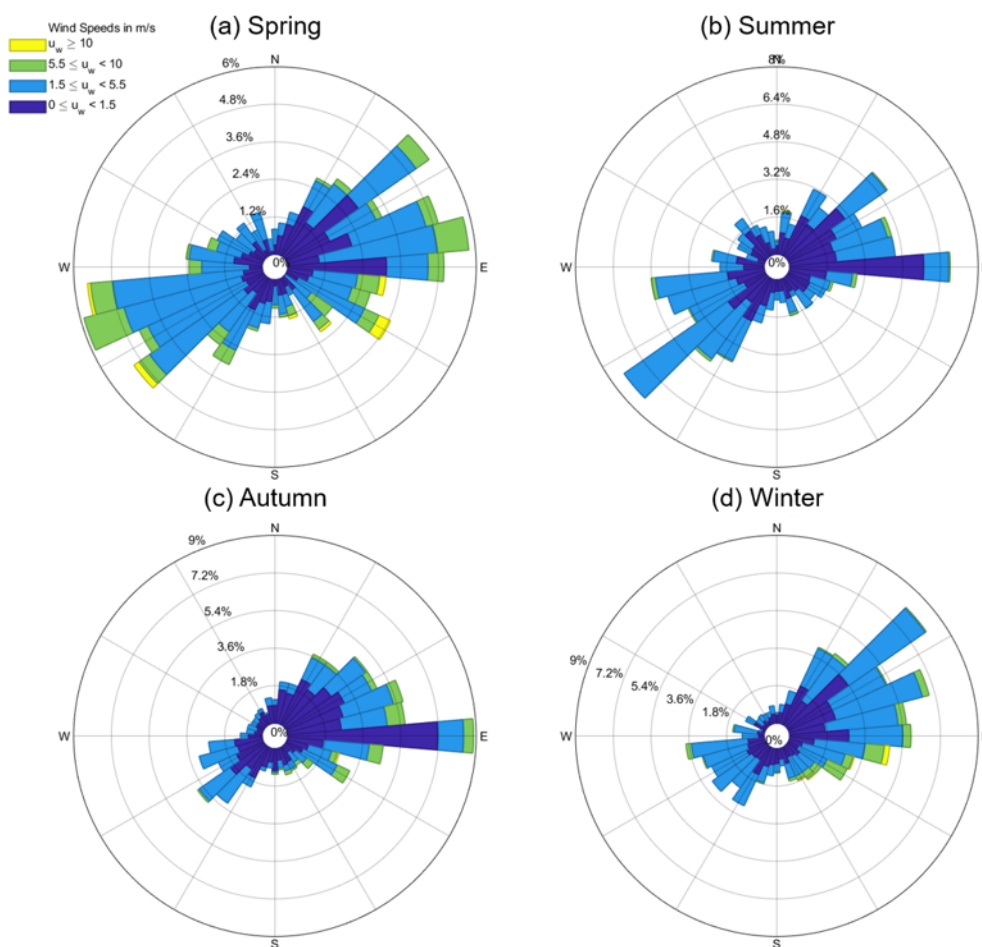 Wind Speeds in m/s
u_w ≥ 10
5.5 ≤ u_w < 10
1.5 ≤ u_w < 5.5
0 ≤ u_w < 1.5
(a) Spring
N
6%
4.8%
3.6%
2.4%
1.2%
0%
W
E
S
(b) Summer
N
8%
6.4%
4.8%
3.2%
1.6%
0%
W
S
(c) Autumn
N
9%
7.2%
5.4%
3.6%
1.8%
0%
W
E
S
(d) Winter
N
9%
7.2%
5.4%
3.6%
1.8%
0%
W
S